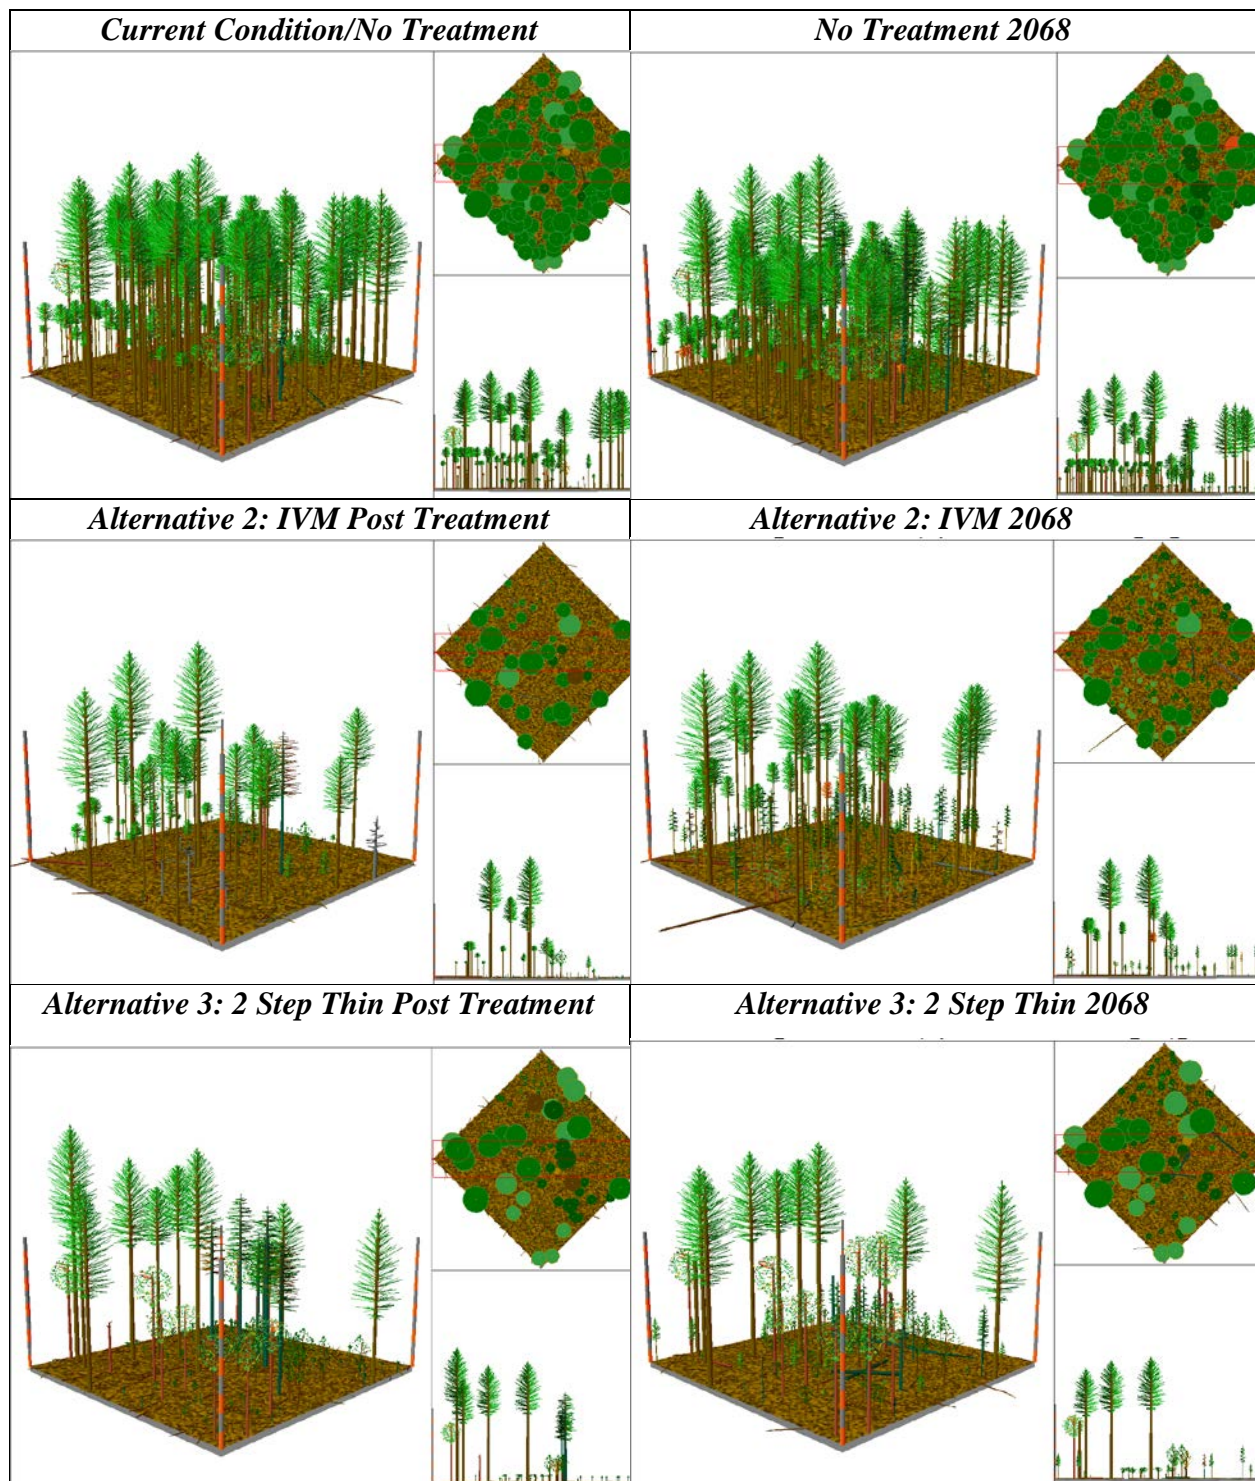 Current Condition/No Treatment
No Treatment 2068
Alternative 2: IVM Post Treatment
Alternative 2: IVM 2068
Alternative 3: 2 Step Thin Post Treatment
Alternative 3: 2 Step Thin 2068